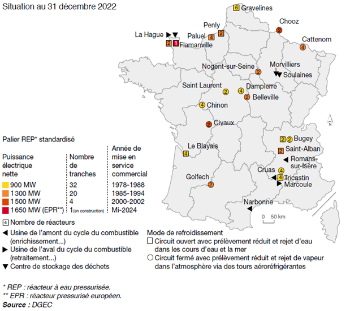 Situation au 31 décembre 2022
Gravelines
6
Penly
Chooz
La Hague
Paluel
Flamanville
Cattenom
Nogent-sur-Seine
Morvilliers
Soulaines
Saint Laurent
Dampierre
Belleville
Chinon
Civaux
Bugey
Saint-Alban
Romans-sur-Isère
Le Blayais
Cruas
Tricastin
Marcoule
Golfech
Narbonne
0 50 km
Palier REP* standardisé
Puissance électrique nette
Nombre de tranches
Année de mise en service commercial
900 MW 32 1978-1988
1300 MW 20 1985-1994
1500 MW 4 2000-2002
1650 MW (EPR**) 1 (en construction) Mi-2024
4 Nombre de réacteurs
Usine de l'amont du cycle du combustible
(enrichissement...)
Usine de l'aval du cycle du combustible
(retraitement...)
Centre de stockage des déchets
Mode de refroidissement
Circuit ouvert avec prélèvement réduit et rejet d'eau
dans les cours d'eau et la mer
Circuit fermé avec prélèvement réduit et rejet de vapeur
dans l'atmosphère via des tours aéroréfrigérantes
* REP : réacteur à eau pressurisée.
** EPR : réacteur pressurisé européen.
Source : DGEC